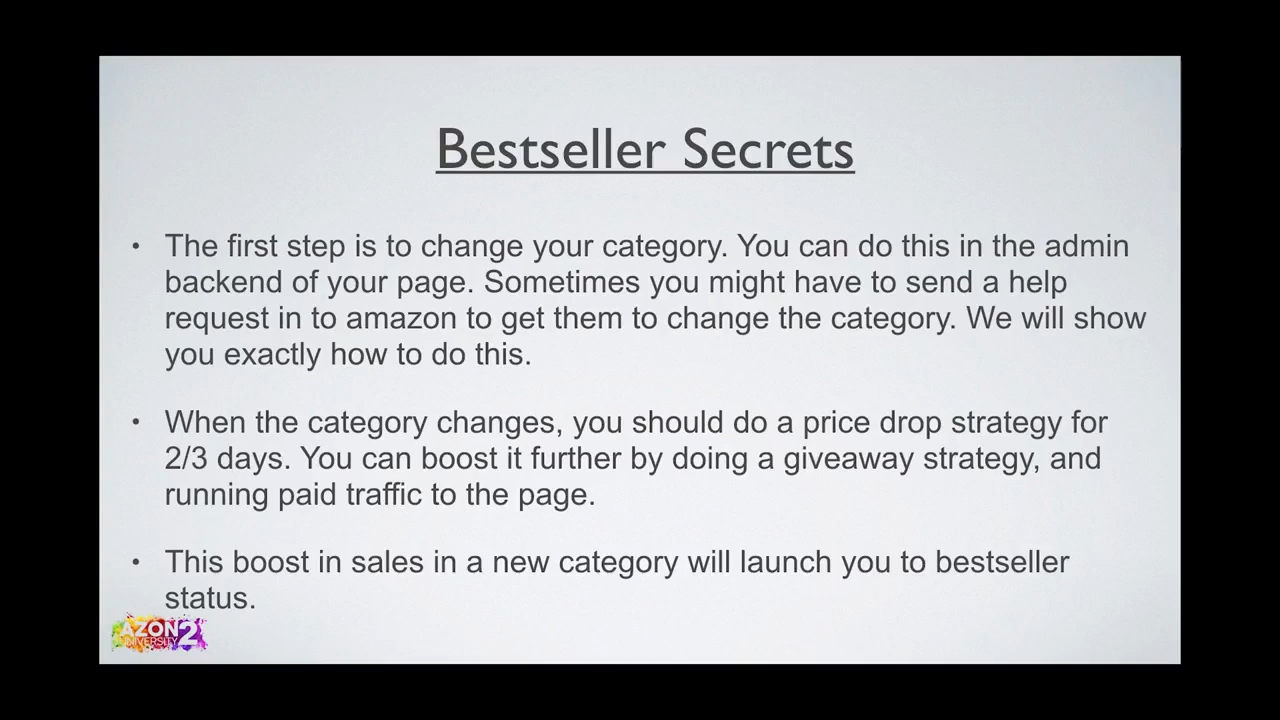 Bestseller Secrets
• The first step is to change your category. You can do this in the admin
backend of your page. Sometimes you might have to send a help
request in to amazon to get them to change the category. We will show
you exactly how to do this.
• When the category changes, you should do a price drop strategy for
2/3 days. You can boost it further by doing a giveaway strategy, and
running paid traffic to the page.
• This boost in sales in a new category will launch you to bestseller
status.
AZON
UNIVERSITY 2